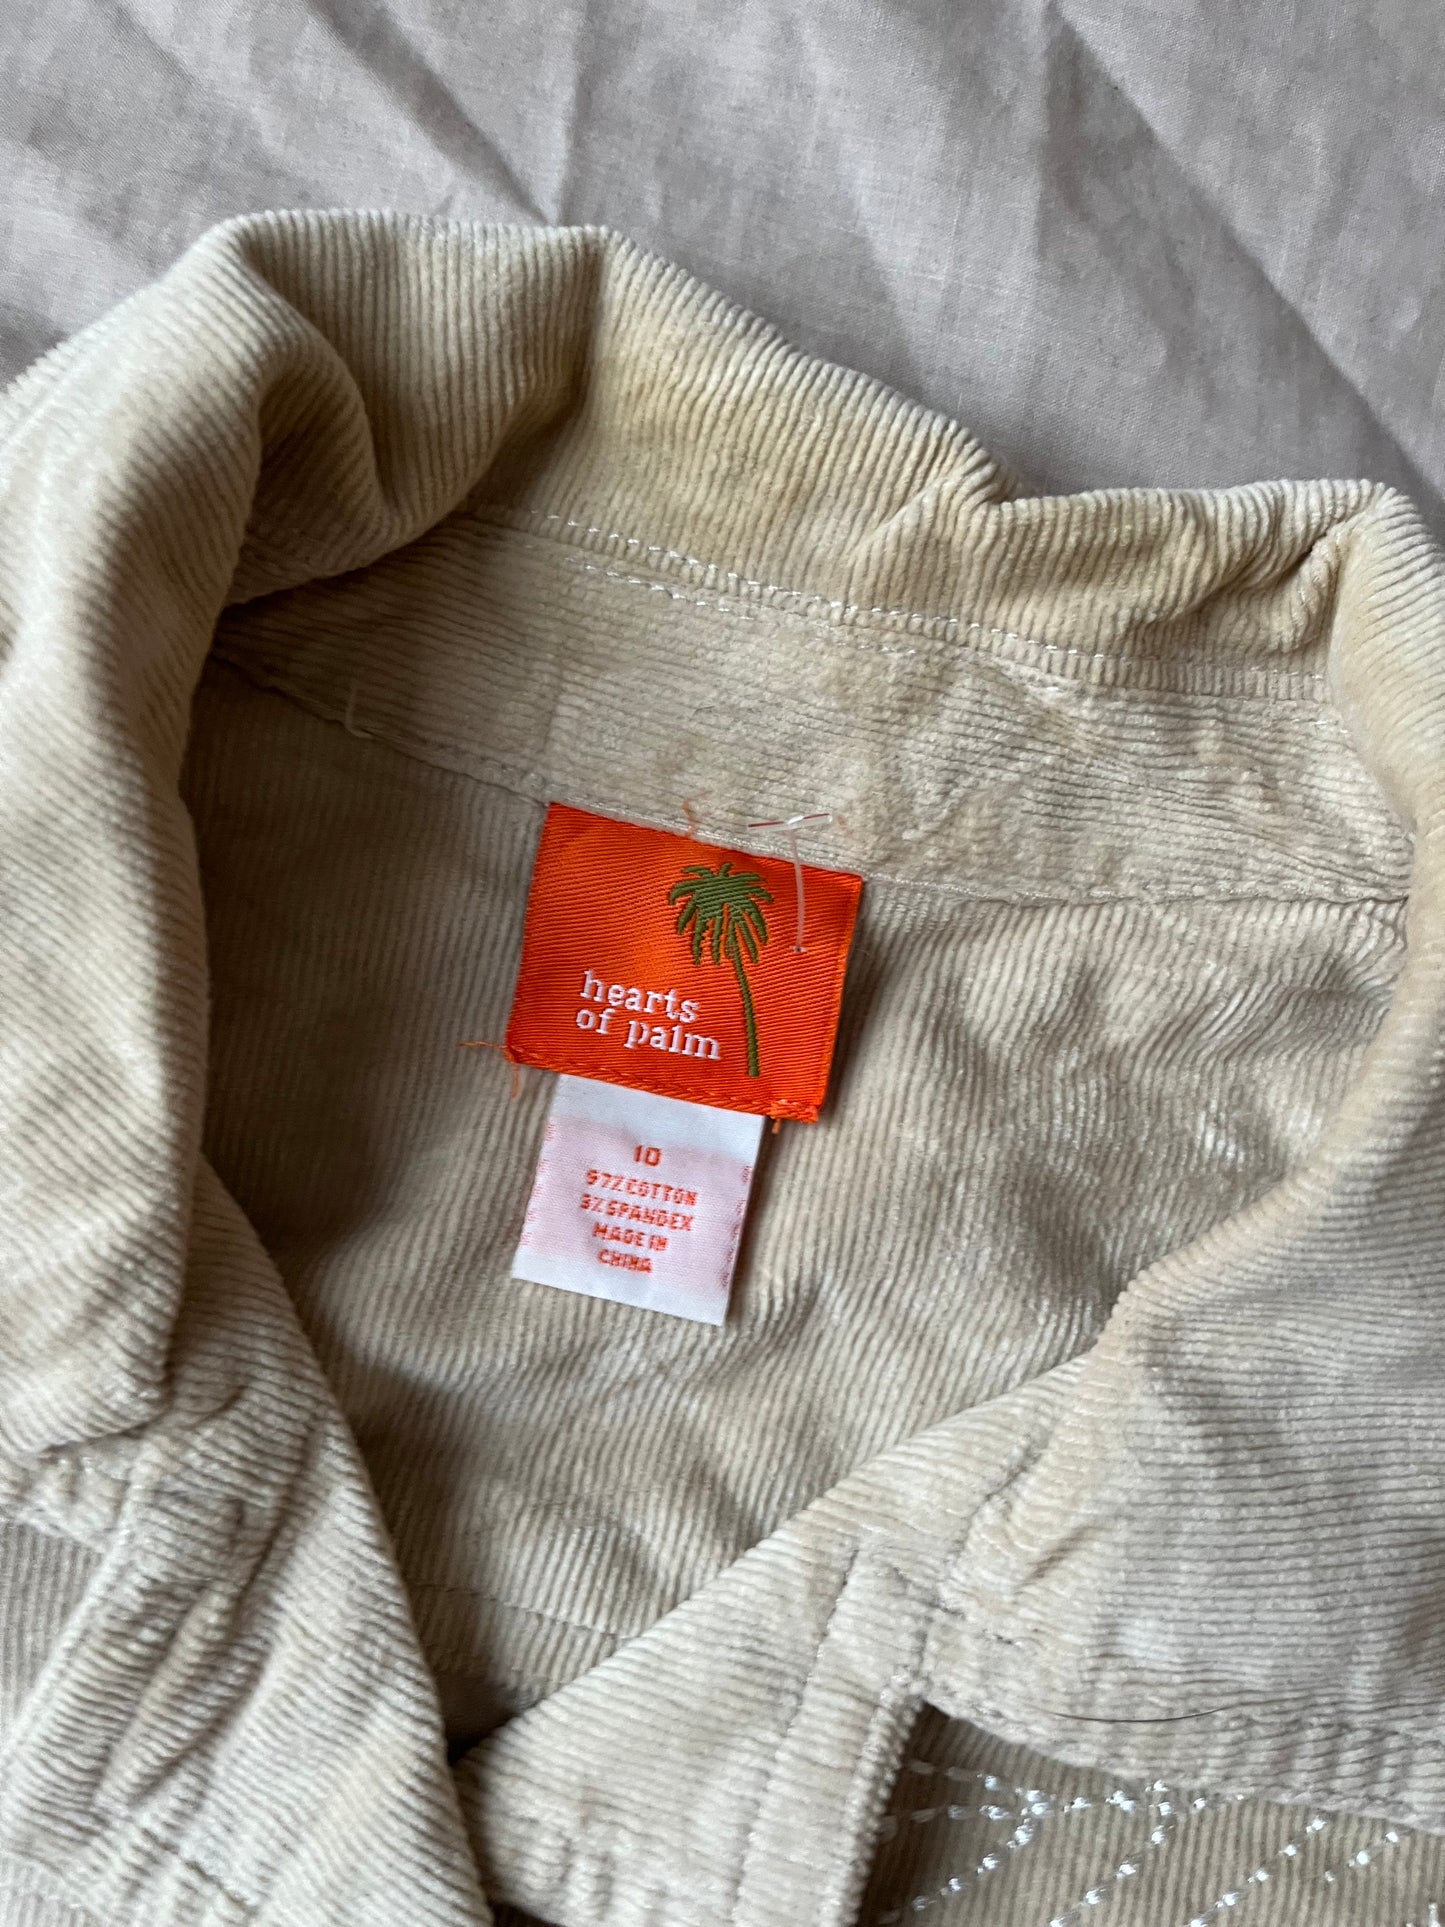 hearts
of palm
10
97% COTTON
3% SPANDEX
MADE IN
CHINA